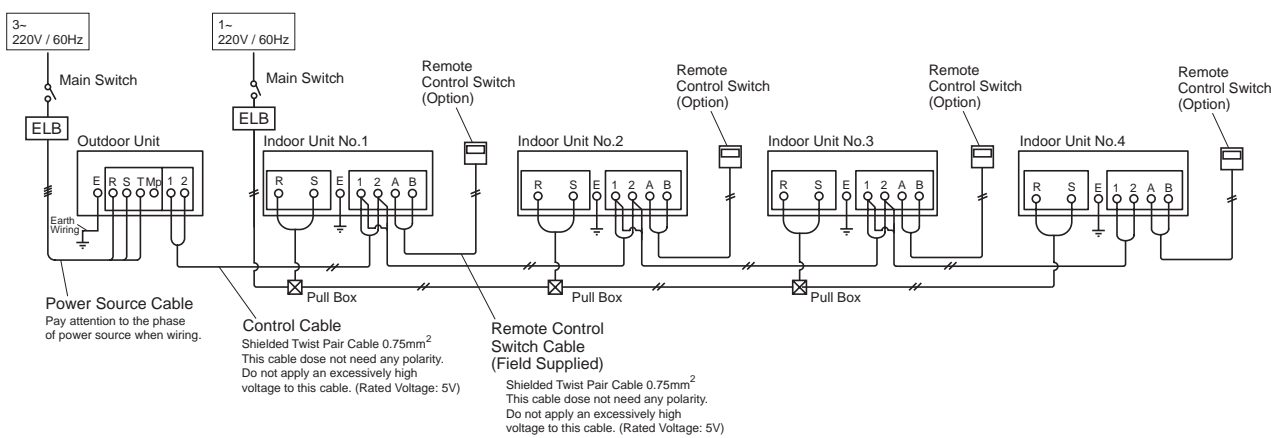 3~
220V / 60Hz
1~
220V / 60Hz
Main Switch
Main Switch
ELB
ELB
Remote
Control Switch
(Option)
Remote
Control Switch
(Option)
Remote
Control Switch
(Option)
Remote
Control Switch
(Option)
Outdoor Unit
Indoor Unit No.1
Indoor Unit No.2
Indoor Unit No.3
Indoor Unit No.4
E R S T Mp 1 2
R S E 1 2 A B
R S E 1 2 A B
R S E 1 2 A B
R S E 1 2 A B
Earth
Wiring
Pull Box
Pull Box
Pull Box
Power Source Cable
Pay attention to the phase
of power source when wiring.
Control Cable
Shielded Twist Pair Cable 0.75mm2
This cable dose not need any polarity.
Do not apply an excessively high
voltage to this cable. (Rated Voltage: 5V)
Remote Control
Switch Cable
(Field Supplied)
Shielded Twist Pair Cable 0.75mm2
This cable dose not need any polarity.
Do not apply an excessively high
voltage to this cable. (Rated Voltage: 5V)